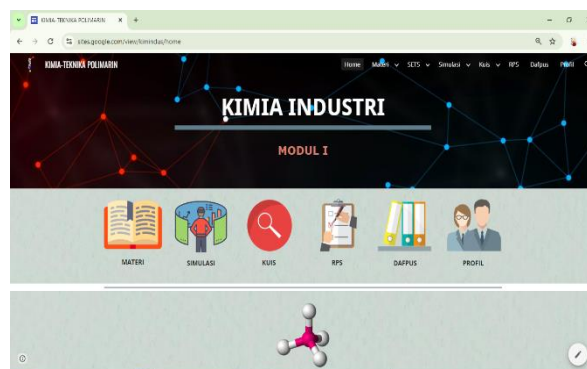 KIMIA-TEKNIKA POLIMARIN
sites.google.com/view/kimindus/home
KIMIA-TEKNIKA POLIMARIN
Home Materi SETS Simulasi Kuis RPS Dafpus Profil
KIMIA INDUSTRI
MODUL I
MATERI SIMULASI KUIS RPS DAFPUS PROFIL